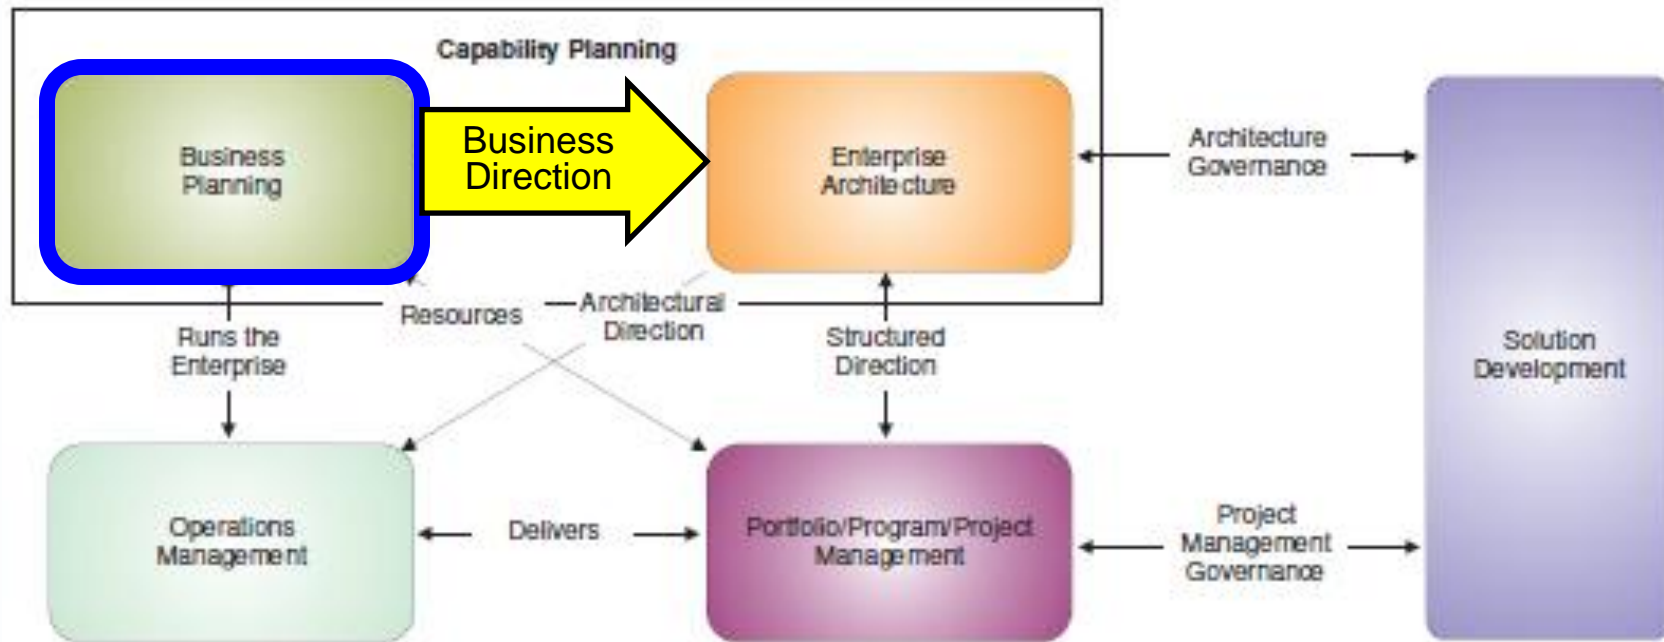 Capability Planning
Business
Planning
Business
Direction
Enterprise
Architecture
Architecture
Governance
Resources
Architectural
Direction
Runs the
Enterprise
Structured
Direction
Solution
Development
Operations
Management
Delivers
Portfolio/Program/Project
Management
Project
Management
Governance